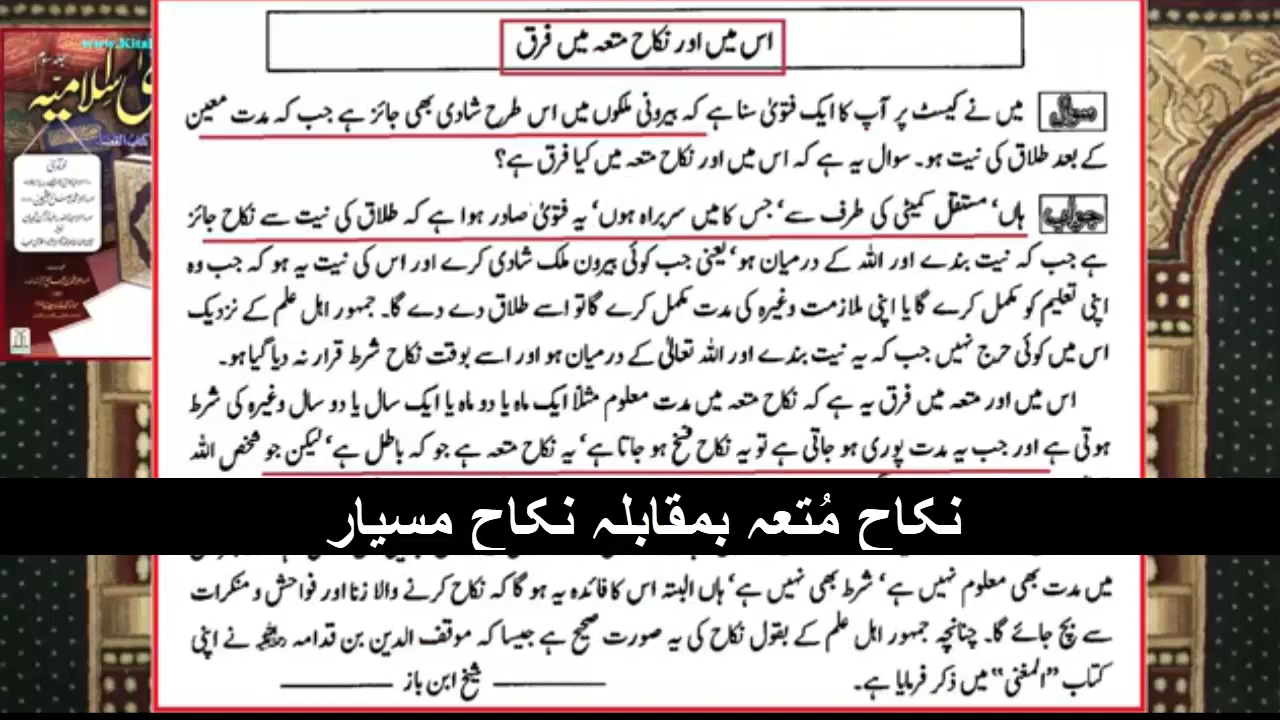 اس میں اور نکاح متعہ میں فرق
سوال میں نے کیسٹ پر آپ کا ایک فتویٰ سنا ہے کہ بیرونی ملکوں میں اس طرح شادی بھی جائز ہے جب کہ مدت معین
کے بعد طلاق کی نیت ہو۔ سوال یہ ہے کہ اس میں اور نکاح متعہ میں کیا فرق ہے؟
جواب ہاں‘ مستقل کمیٹی کی طرف سے‘ جس کا میں سربراہ ہوں‘ یہ فتویٰ صادر ہوا ہے کہ طلاق کی نیت سے نکاح جائز
ہے جب کہ نیت بندے اور اللہ کے درمیان ہو‘ یعنی جب کوئی بیرون ملک شادی کرے اور اس کی نیت یہ ہو کہ جب وہ
اپنی تعلیم کو مکمل کرے گا یا اپنی ملازمت وغیرہ کی مدت مکمل کرے گا تو اسے طلاق دے دے گا۔ جمہور اہل علم کے نزدیک
اس میں کوئی حرج نہیں جب کہ یہ نیت بندے اور اللہ تعالیٰ کے درمیان ہو اور اسے بوقت نکاح شرط قرار نہ دیا گیا ہو۔
اس میں اور متعہ میں فرق یہ ہے کہ نکاح متعہ میں مدت معلوم مثلاً ایک ماہ یا دو ماہ یا ایک سال یا دو سال وغیرہ کی شرط
ہوتی ہے اور جب یہ مدت پوری ہو جاتی ہے تو یہ نکاح فسخ ہو جاتا ہے‘ یہ نکاح متعہ ہے جو کہ باطل ہے‘ لیکن جو شخص اللہ
نکاح مُتعہ بمقابلہ نکاح مسیار
میں مدت بھی معلوم نہیں ہے‘ شرط بھی نہیں ہے‘ ہاں البتہ اس کا فائدہ یہ ہو گا کہ نکاح کرنے والا زنا اور فواحش و منکرات
سے بچ جائے گا۔ چنانچہ جمہور اہل علم کے بقول نکاح کی یہ صورت صحیح ہے جیسا کہ موفق الدین بن قدامہ نے اپنی
کتاب ”المغنی“ میں ذکر فرمایا ہے۔
شیخ ابن باز
جلد سوم
اسلامیہ